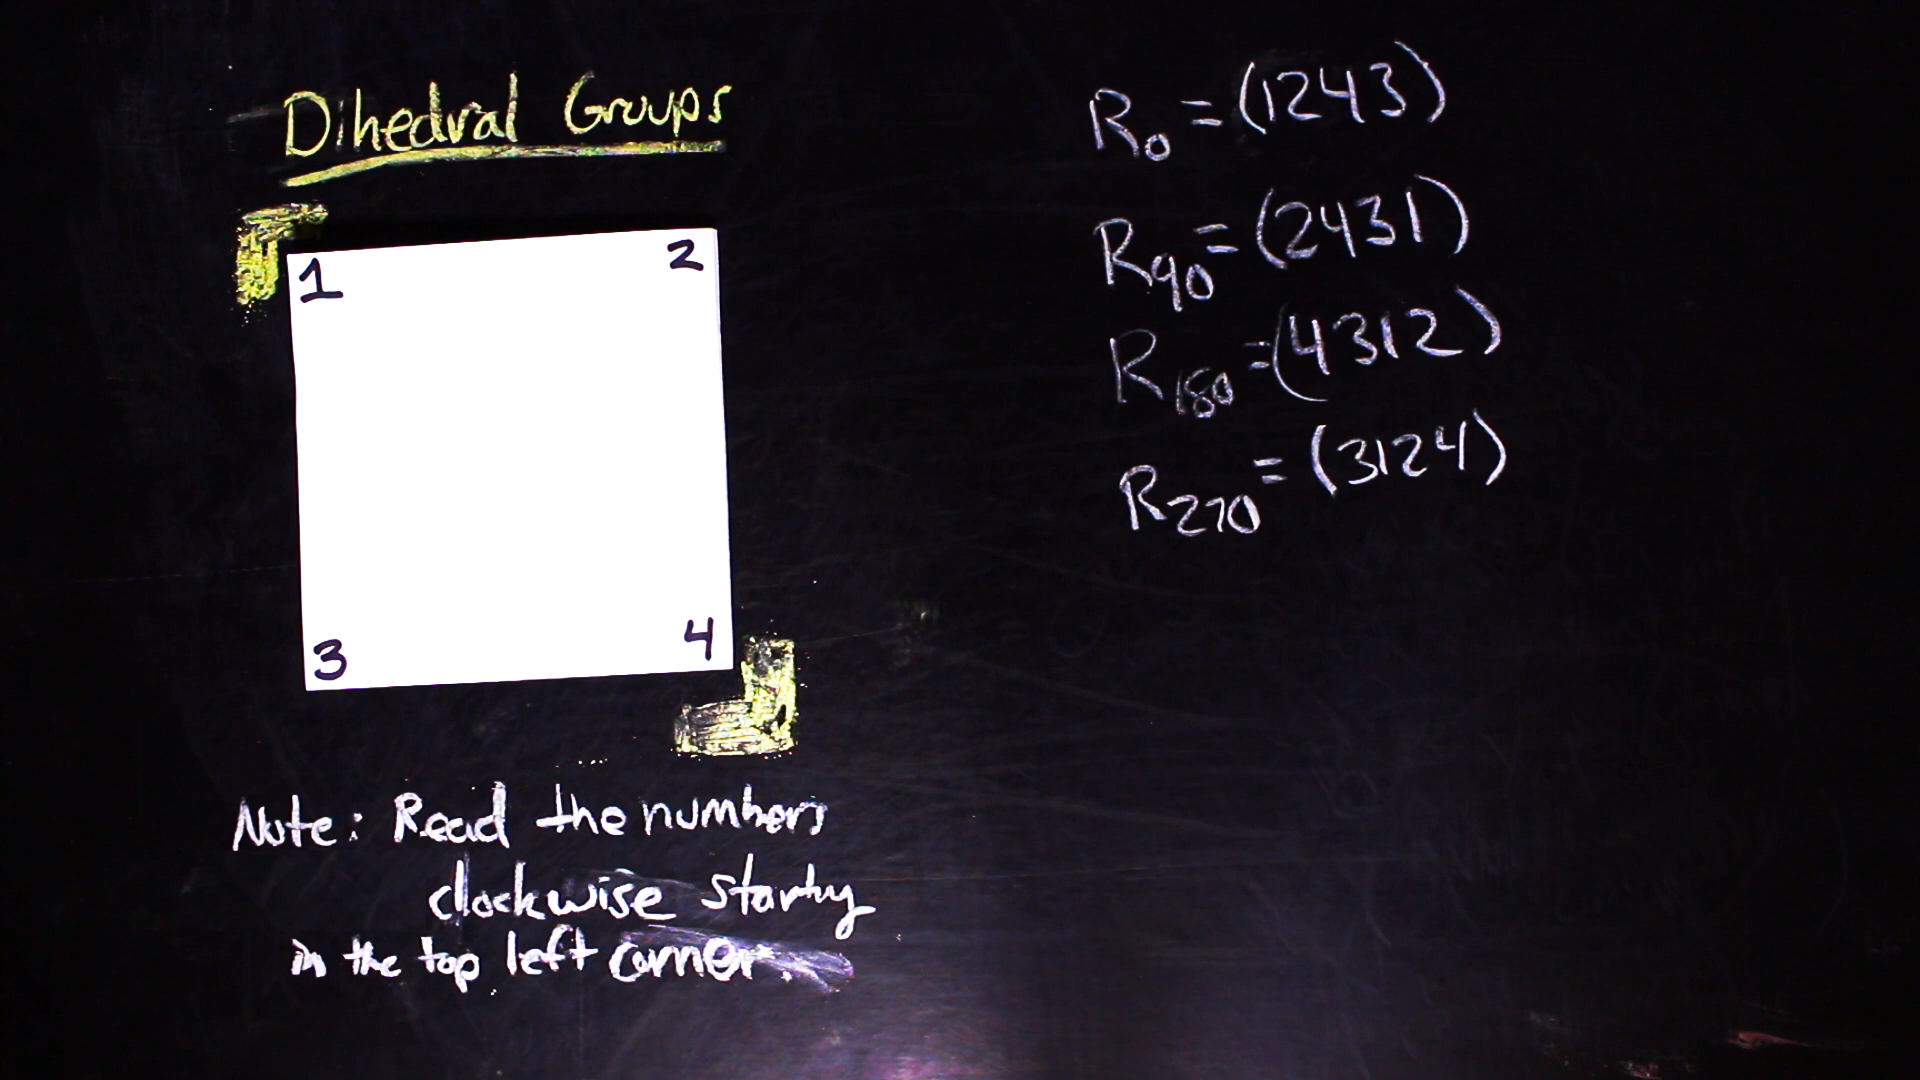 Dihedral Groups
1 2
3 4
Note: Read the numbers
clockwise starting
in the top left corner.
R₀ = (1243)
R₉₀ = (2431)
R₁₈₀ = (4312)
R₂₇₀ = (3124)